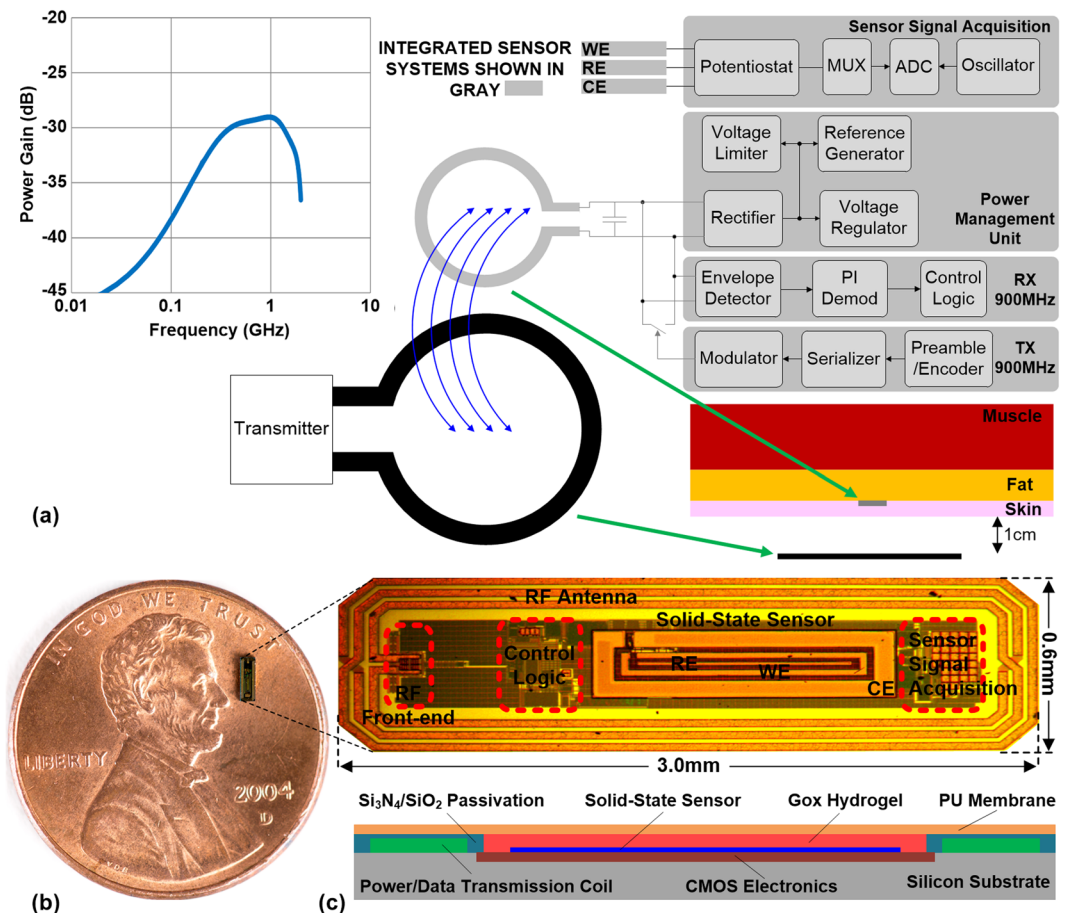 -20
-25
-30
-35
-40
-45
Power Gain (dB)
0.01
0.1
1
10
Frequency (GHz)
INTEGRATED SENSOR
SYSTEMS SHOWN IN
GRAY
WE
RE
CE
Sensor Signal Acquisition
Potentiostat
MUX
ADC
Oscillator
Voltage
Limiter
Reference
Generator
Rectifier
Voltage
Regulator
Power
Management
Unit
Envelope
Detector
PI
Demod
Control
Logic
RX
900MHz
Modulator
Serializer
Preamble
/Encoder
TX
900MHz
Transmitter
Muscle
Fat
Skin
1cm
(a)
IN GOD WE TRUST
LIBERTY
2004
D
(b)
RF Antenna
Solid-State Sensor
RF
Front-end
Control
Logic
RE
WE
CE
Sensor
Signal
Acquisition
0.6mm
3.0mm
Si₃N₄/SiO₂ Passivation
Solid-State Sensor
Gox Hydrogel
PU Membrane
Power/Data Transmission Coil
CMOS Electronics
Silicon Substrate
(c)